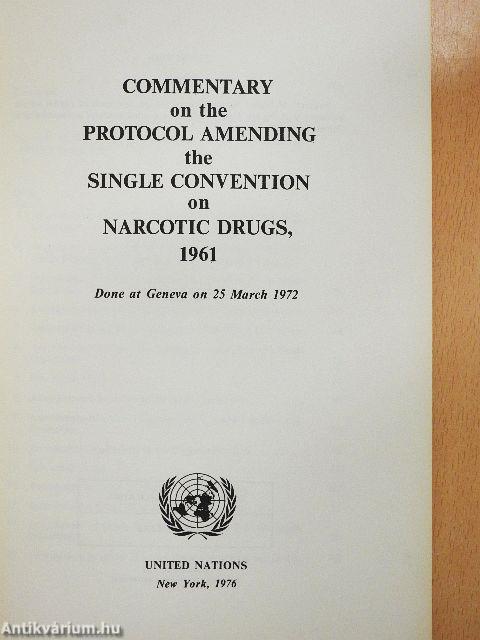 COMMENTARY
on the
PROTOCOL AMENDING
the
SINGLE CONVENTION
on
NARCOTIC DRUGS,
1961
Done at Geneva on 25 March 1972
UNITED NATIONS
New York, 1976
Antikvárium.hu